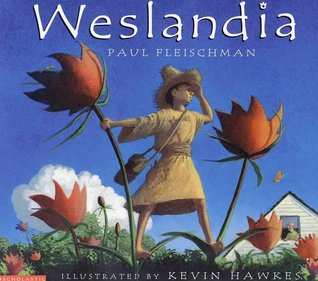 Weslandia
PAUL FLEISCHMAN
SCHOLASTIC
ILLUSTRATED BY KEVIN HAWKES